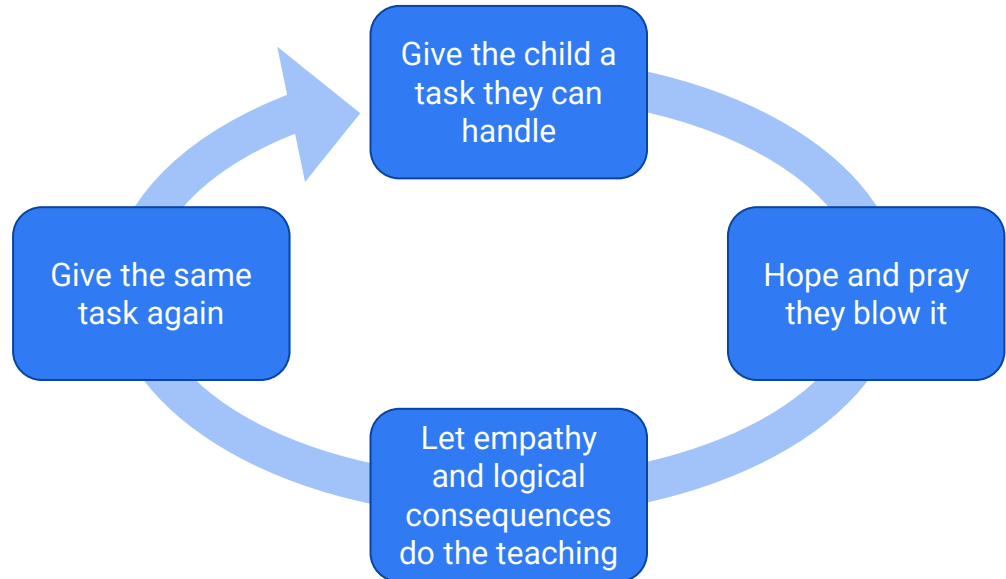 Give the child a
task they can
handle
Hope and pray
they blow it
Let empathy
and logical
consequences
do the teaching
Give the same
task again